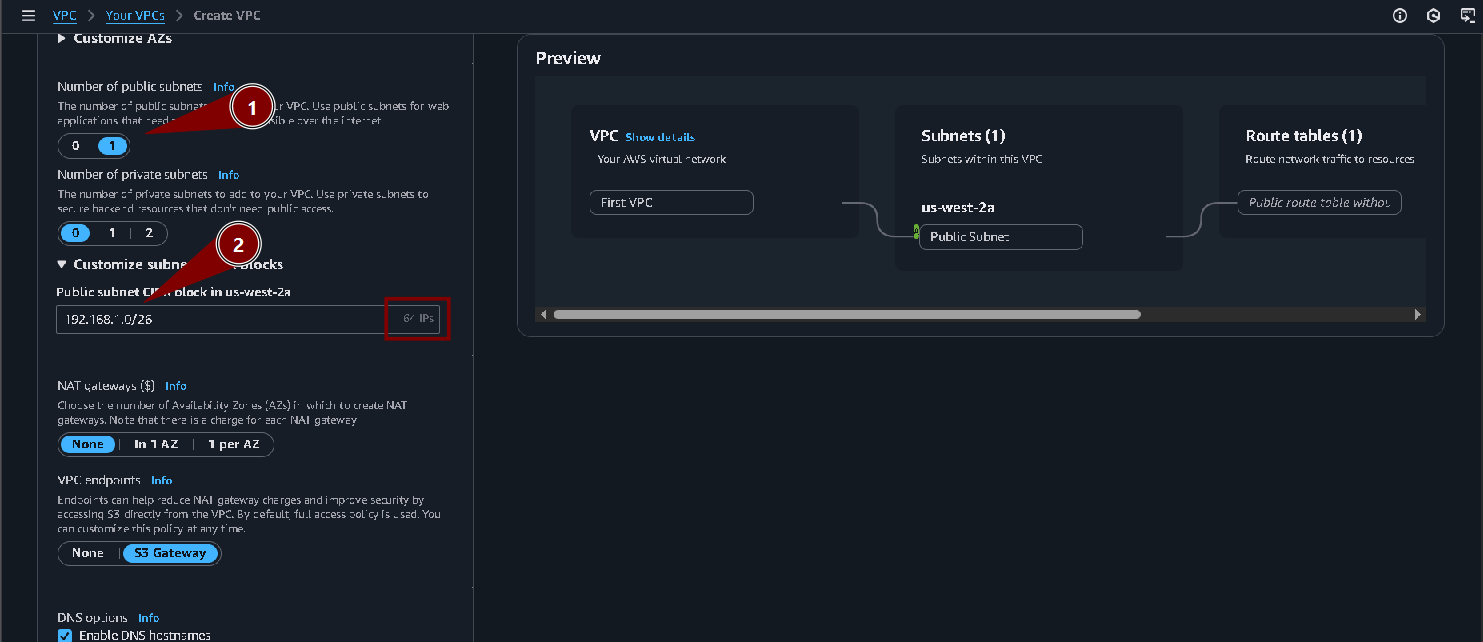 VPC > Your VPCs > Create VPC
Customize AZs
Number of public subnets Info
The number of public subnets ur VPC. Use public subnets for web
applications that need sible over the internet
0 1
1
Number of private subnets Info
The number of private subnets to add to your VPC. Use private subnets to
secure backend resources that don't need public access.
0 1 2
2
Customize subne blocks
Public subnet CIDR block in us-west-2a
192.168.1.0/26 64 IPs
NAT gateways ($) Info
Choose the number of Availability Zones (AZs) in which to create NAT
gateways. Note that there is a charge for each NAT gateway
None In 1 AZ 1 per AZ
VPC endpoints Info
Endpoints can help reduce NAT gateway charges and improve security by
accessing S3 directly from the VPC. By default, full access policy is used. You
can customize this policy at any time.
None S3 Gateway
DNS options Info
Enable DNS hostnames
Preview
VPC Show details
Your AWS virtual network
First VPC
Subnets (1)
Subnets within this VPC
us-west-2a
Public Subnet
Route tables (1)
Route network traffic to resources
Public route table withou